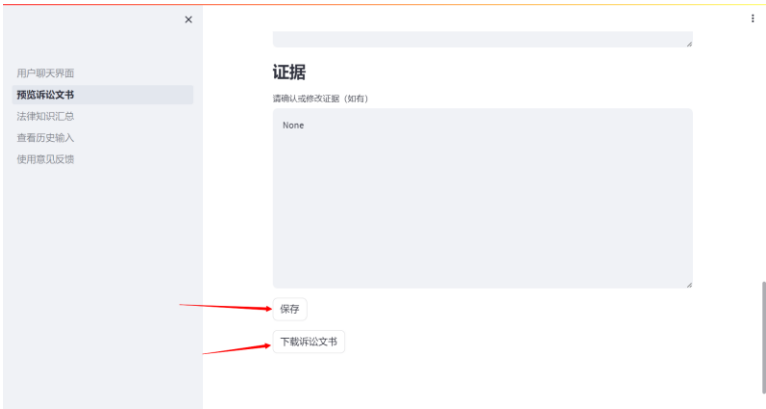 用户聊天界面
预览诉讼文书
法律知识汇总
查看历史输入
使用意见反馈
证据
请确认或修改证据（如有）
None
保存
下载诉讼文书